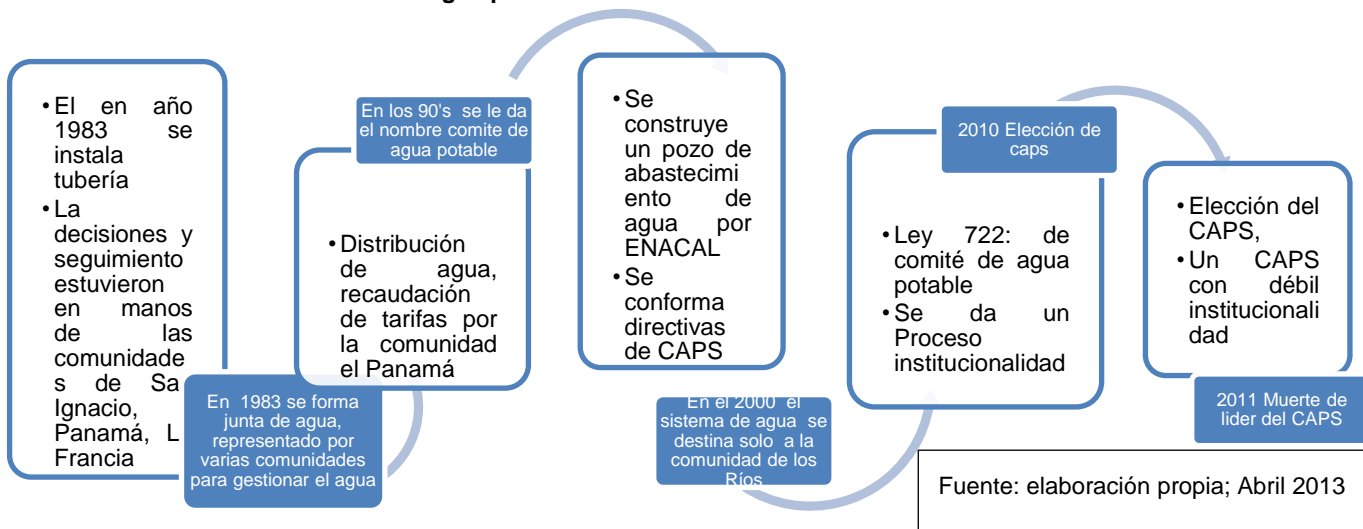 •El en año
1983 se
instala
tubería
•La
decisiones y
seguimiento
estuvieron
en manos
de las
comunidade
s de Sa
Ignacio,
Panamá, L
Francia
En 1983 se forma
junta de agua,
representado por
varias comunidades
para gestionar el agua
En los 90's se le da
el nombre comite de
agua potable
•Distribución
de agua,
recaudación
de tarifas por
la comunidad
el Panamá
•Se
construye
un pozo de
abastecimi
ento de
agua por
ENACAL
•Se
conforma
directivas
de CAPS
En el 2000 el
sistema de agua se
destina solo a la
comunidad de los
Ríos
2010 Elección de
caps
•Ley 722: de
comité de agua
potable
•Se da un
Proceso
institucionalidad
•Elección del
CAPS,
•Un CAPS
con débil
institucionali
dad
2011 Muerte de
lider del CAPS
Fuente: elaboración propia; Abril 2013